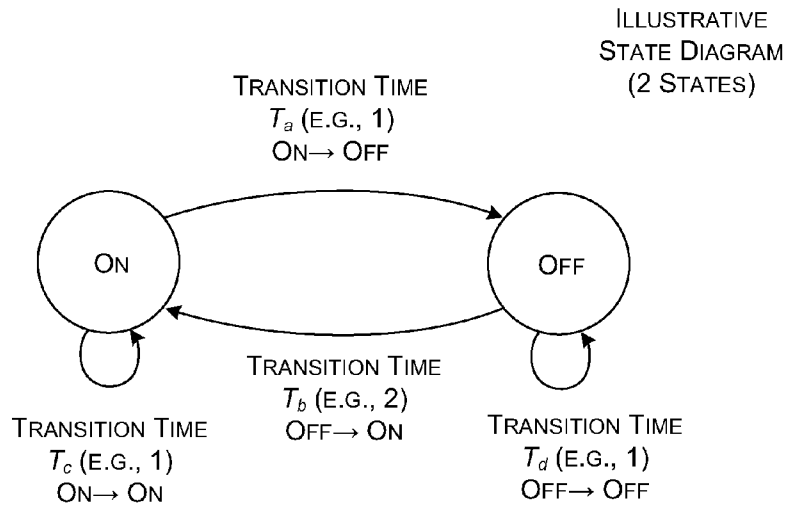 ILLUSTRATIVE
STATE DIAGRAM
(2 STATES)
TRANSITION TIME
Ta (E.G., 1)
ON→ OFF
ON
OFF
TRANSITION TIME
Tb (E.G., 2)
OFF→ ON
TRANSITION TIME
Tc (E.G., 1)
ON→ ON
TRANSITION TIME
Td (E.G., 1)
OFF→ OFF